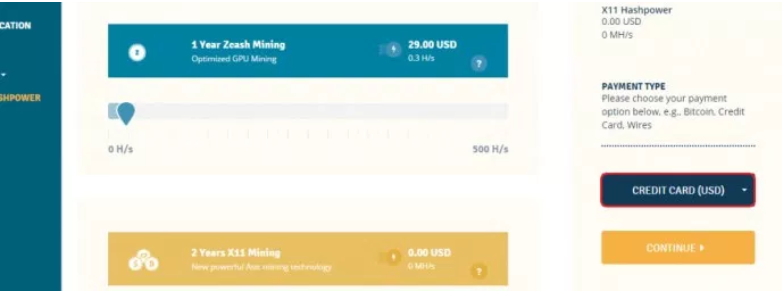 CATION
SHPOWER
1 Year Zcash Mining
Optimized GPU Mining
29.00 USD
0.3 H/s
?
0 H/s
500 H/s
2 Years X11 Mining
New powerful Asic mining technology
0.00 USD
0 MH/s
?
X11 Hashpower
0.00 USD
0 MH/s
PAYMENT TYPE
Please choose your payment
option below, e.g., Bitcoin, Credit
Card, Wires
CREDIT CARD (USD)
CONTINUE